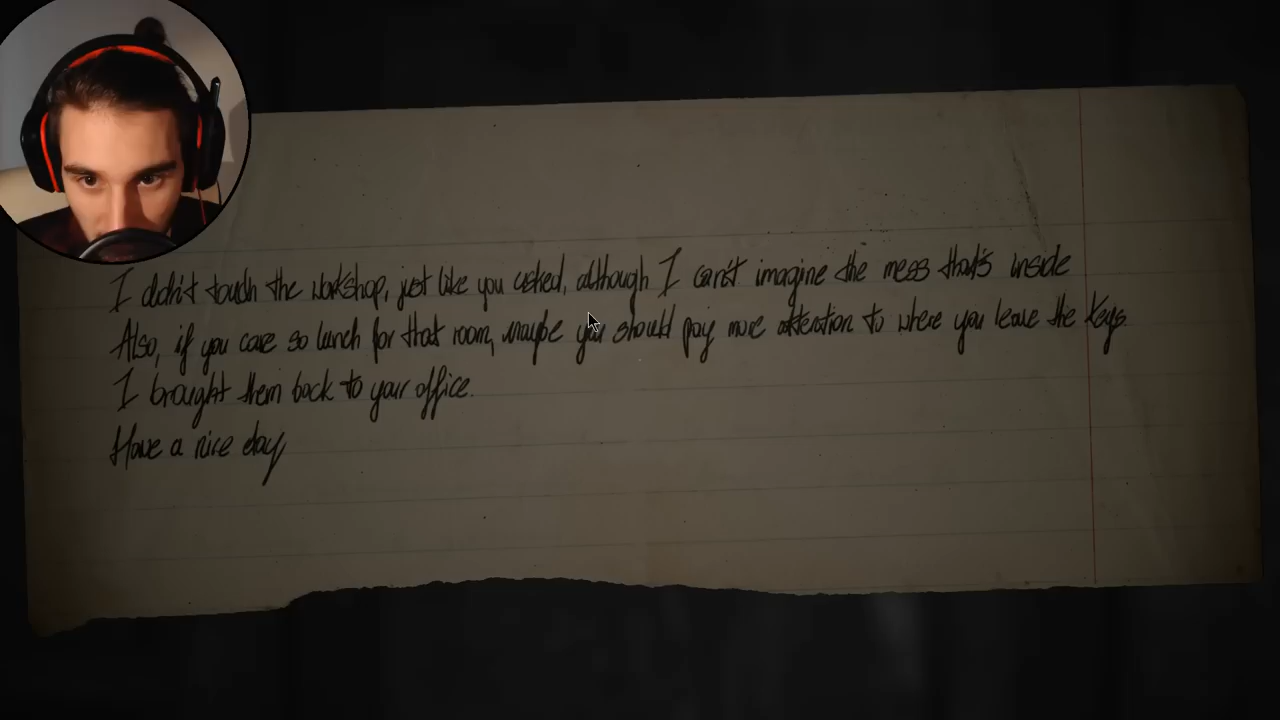 I didn't touch the workshop, just like you asked, although I can't imagine the mess that's inside
Also, if you care so much for that room, maybe you should pay more attention to where you leave the keys.
I brought them back to your office.
Have a nice day